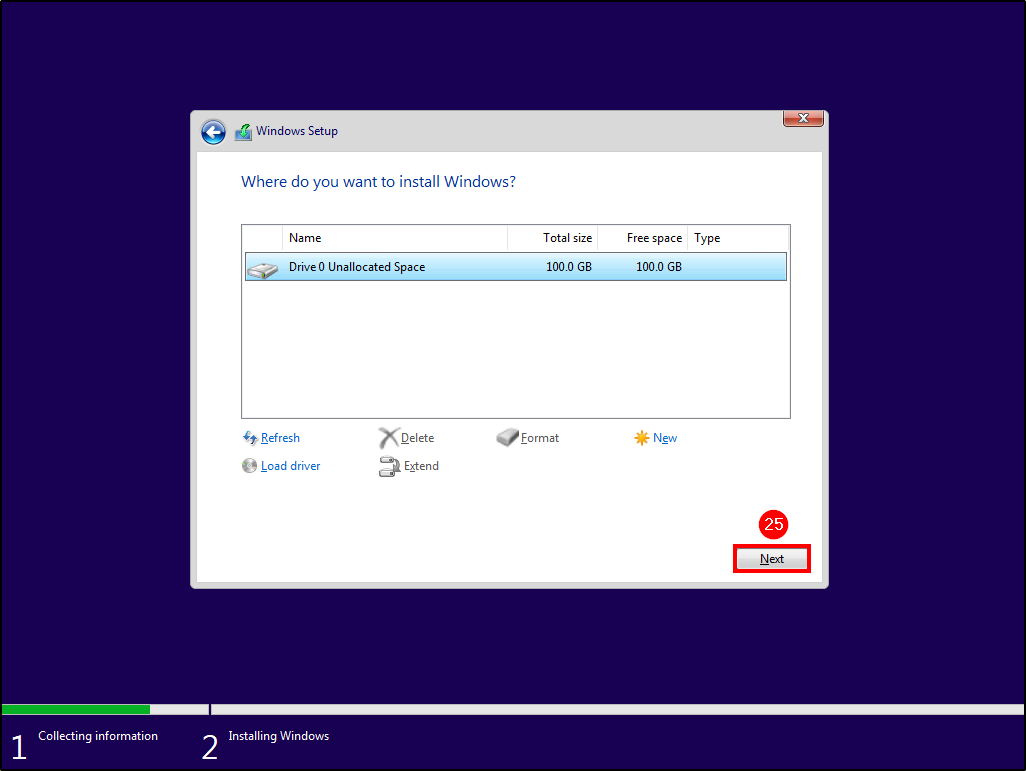 Windows Setup
Where do you want to install Windows?
Name Total size Free space Type
Drive 0 Unallocated Space 100.0 GB 100.0 GB
Refresh Delete Format New
Load driver Extend
25
Next
1 Collecting information 2 Installing Windows